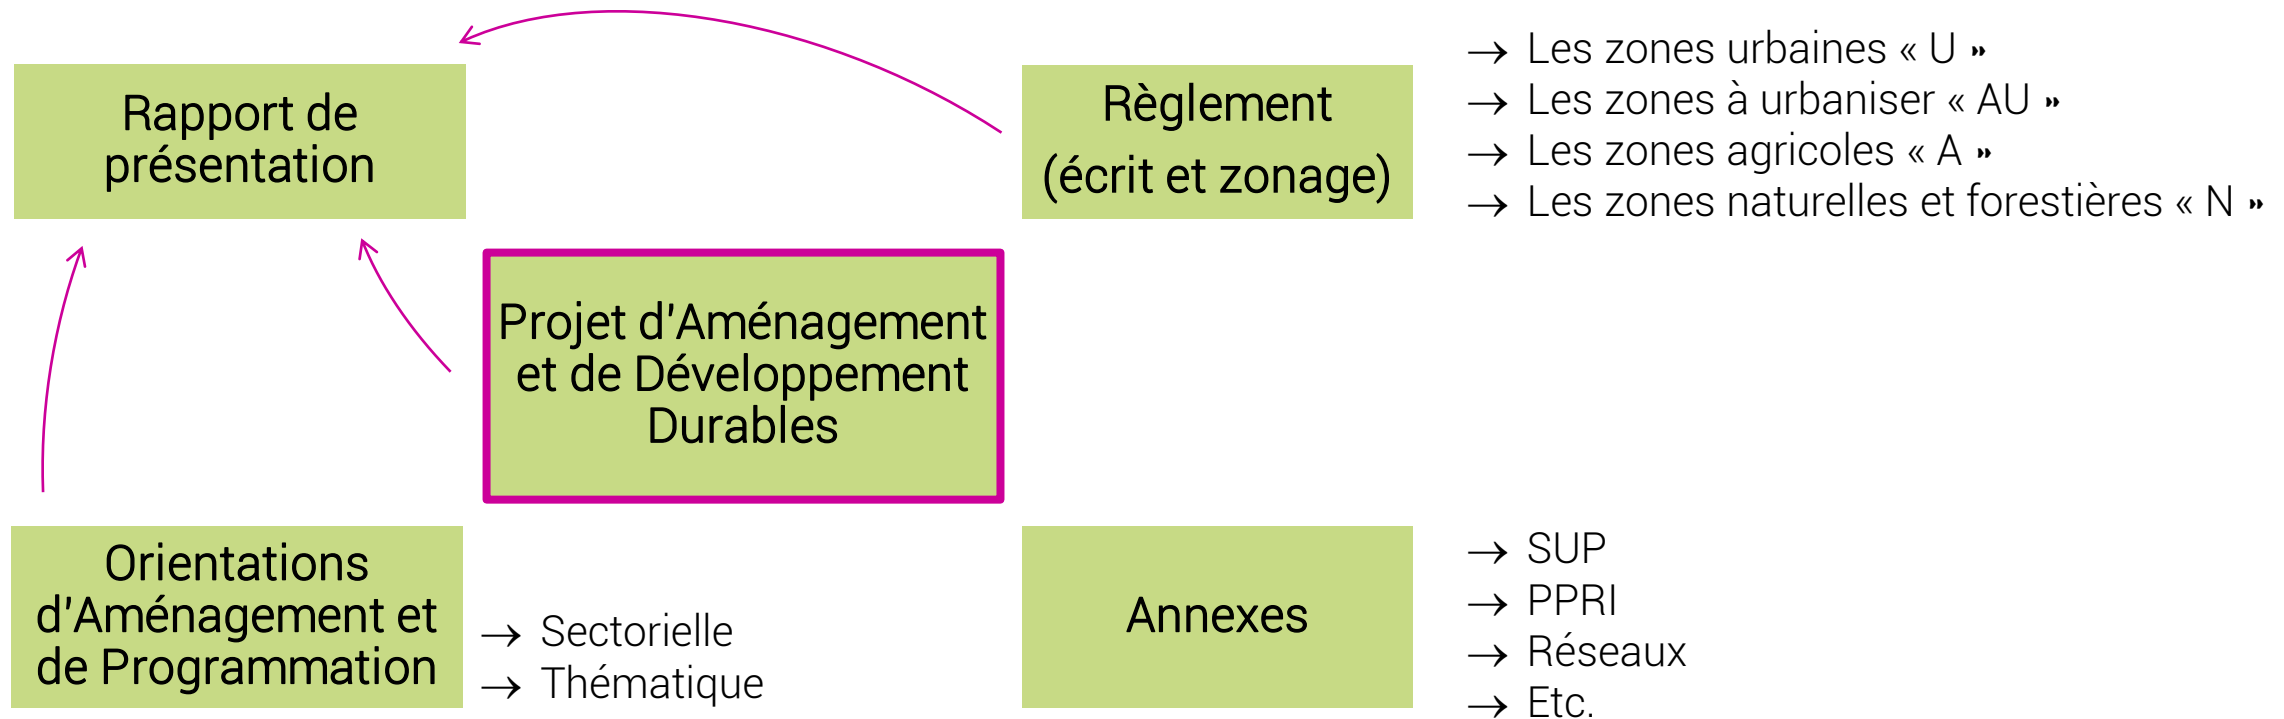 Rapport de
présentation
Règlement
(écrit et zonage)
→ Les zones urbaines « U »
→ Les zones à urbaniser « AU »
→ Les zones agricoles « A »
→ Les zones naturelles et forestières « N »
Projet d'Aménagement
et de Développement
Durables
Orientations
d'Aménagement et
de Programmation
→ Sectorielle
→ Thématique
Annexes
→ SUP
→ PPRI
→ Réseaux
→ Etc.